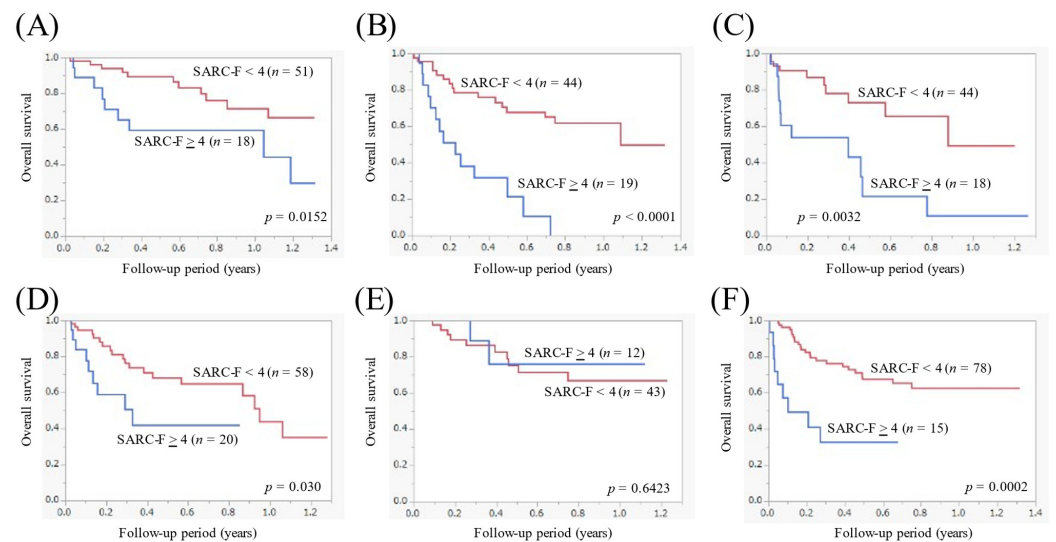 (A)
1.0
0.8
0.6
0.4
0.2
0.0
Overall survival
SARC-F < 4 (n = 51)
SARC-F ≥ 4 (n = 18)
p = 0.0152
0.0 0.2 0.4 0.6 0.8 1.0 1.2 1.4
Follow-up period (years)
(B)
1.0
0.8
0.6
0.4
0.2
0.0
Overall survival
SARC-F < 4 (n = 44)
SARC-F ≥ 4 (n = 19)
p < 0.0001
0.0 0.2 0.4 0.6 0.8 1.0 1.2 1.4
Follow-up period (years)
(C)
1.0
0.8
0.6
0.4
0.2
0.0
Overall survival
SARC-F < 4 (n = 44)
SARC-F ≥ 4 (n = 18)
p = 0.0032
0.0 0.2 0.4 0.6 0.8 1.0 1.2
Follow-up period (years)
(D)
1.0
0.8
0.6
0.4
0.2
0.0
Overall survival
SARC-F < 4 (n = 58)
SARC-F ≥ 4 (n = 20)
p = 0.030
0.0 0.2 0.4 0.6 0.8 1.0 1.2
Follow-up period (years)
(E)
1.0
0.8
0.6
0.4
0.2
0.0
Overall survival
SARC-F ≥ 4 (n = 12)
SARC-F < 4 (n = 43)
p = 0.6423
0.0 0.2 0.4 0.6 0.8 1.0 1.2
Follow-up period (years)
(F)
1.0
0.8
0.6
0.4
0.2
0.0
Overall survival
SARC-F < 4 (n = 78)
SARC-F ≥ 4 (n = 15)
p = 0.0002
0.0 0.2 0.4 0.6 0.8 1.0 1.2 1.4
Follow-up period (years)